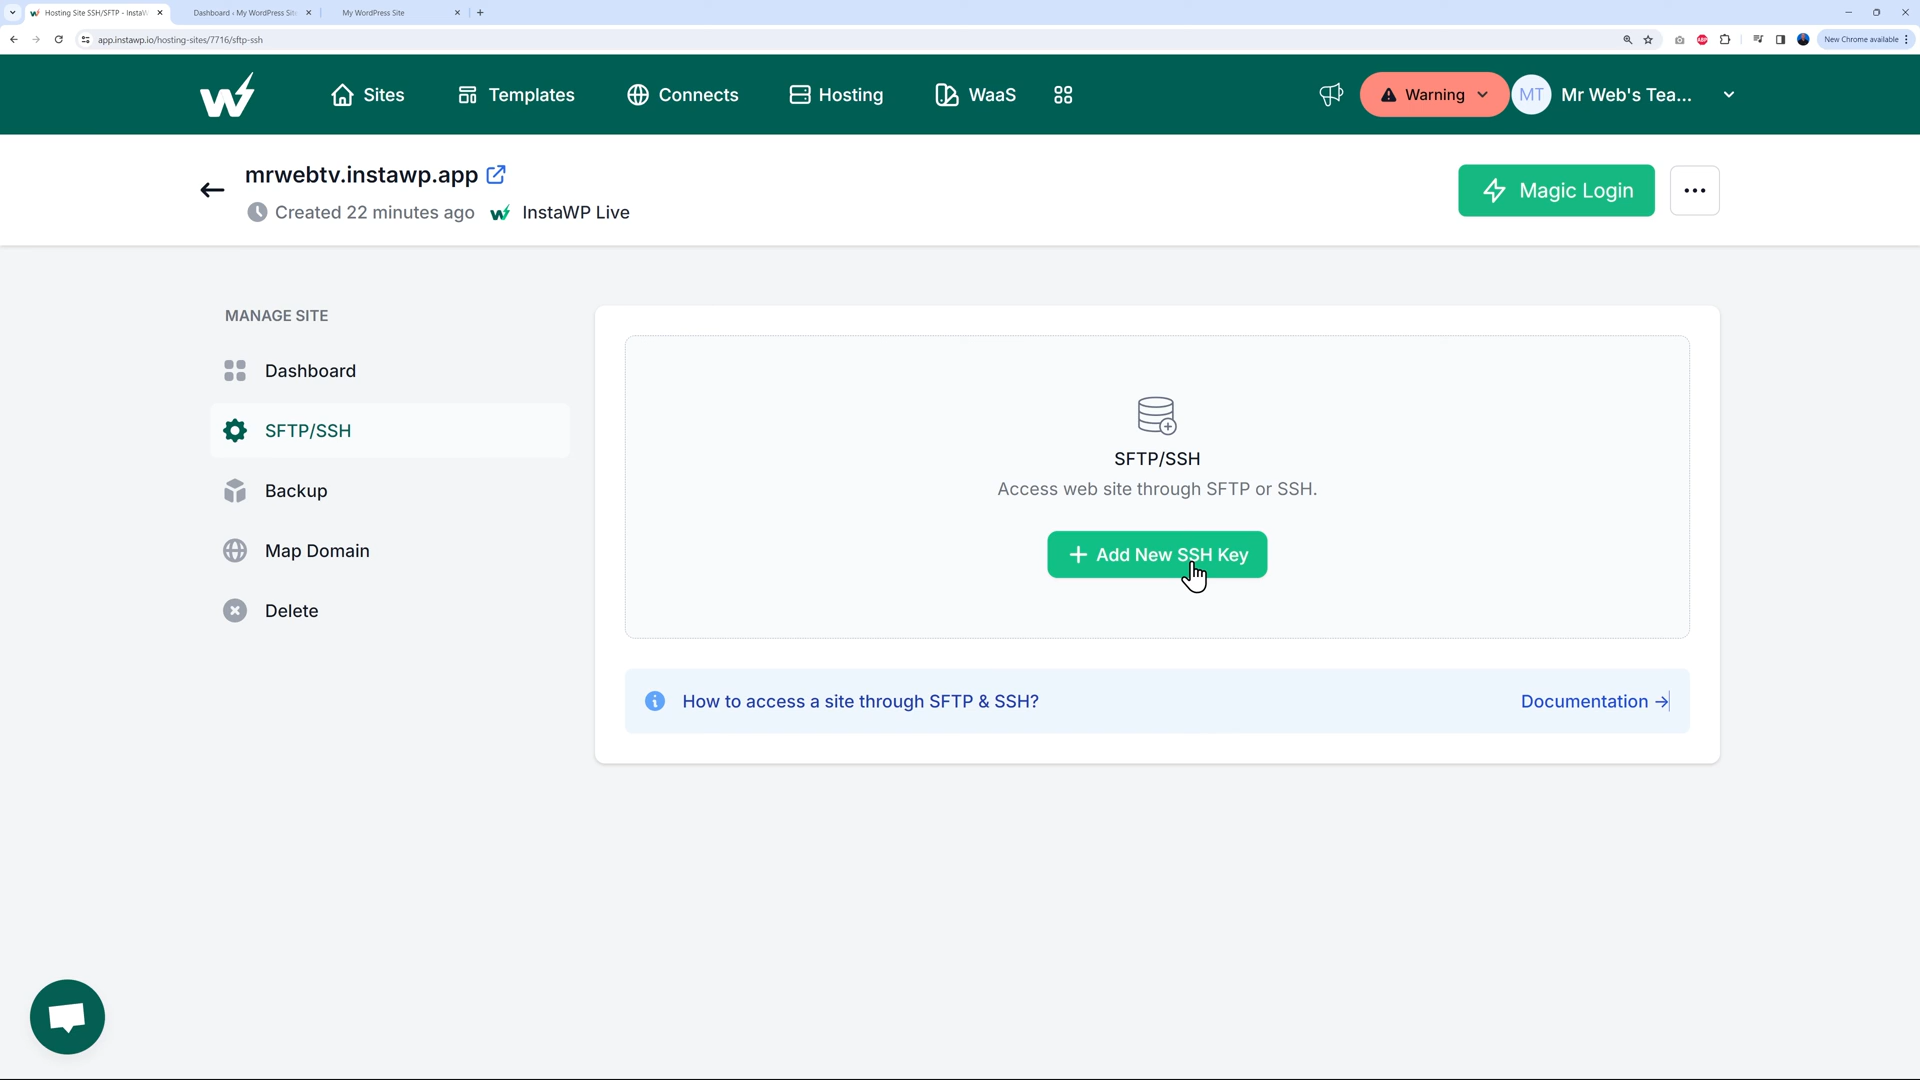 Hosting Site SSH/SFTP - InstaW
Dashboard ‹ My WordPress Sit
My WordPress Site
app.instawp.io/hosting-sites/7716/sftp-ssh
ABP
New Chrome available
W
Sites
Templates
Connects
Hosting
WaaS
Warning
MT
Mr Web's Tea...
mrwebtv.instawp.app
Created 22 minutes ago
InstaWP Live
Magic Login
MANAGE SITE
Dashboard
SFTP/SSH
Backup
Map Domain
Delete
SFTP/SSH
Access web site through SFTP or SSH.
+ Add New SSH Key
How to access a site through SFTP & SSH?
Documentation →